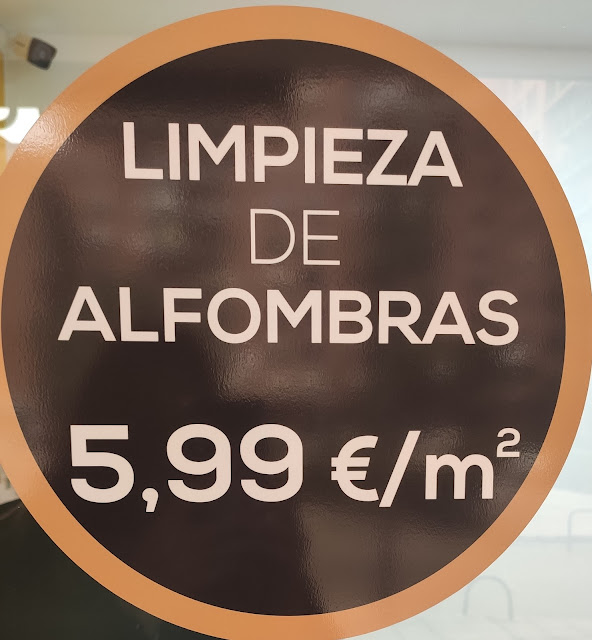 LIMPIEZA
DE
ALFOMBRAS
5,99 €/m²